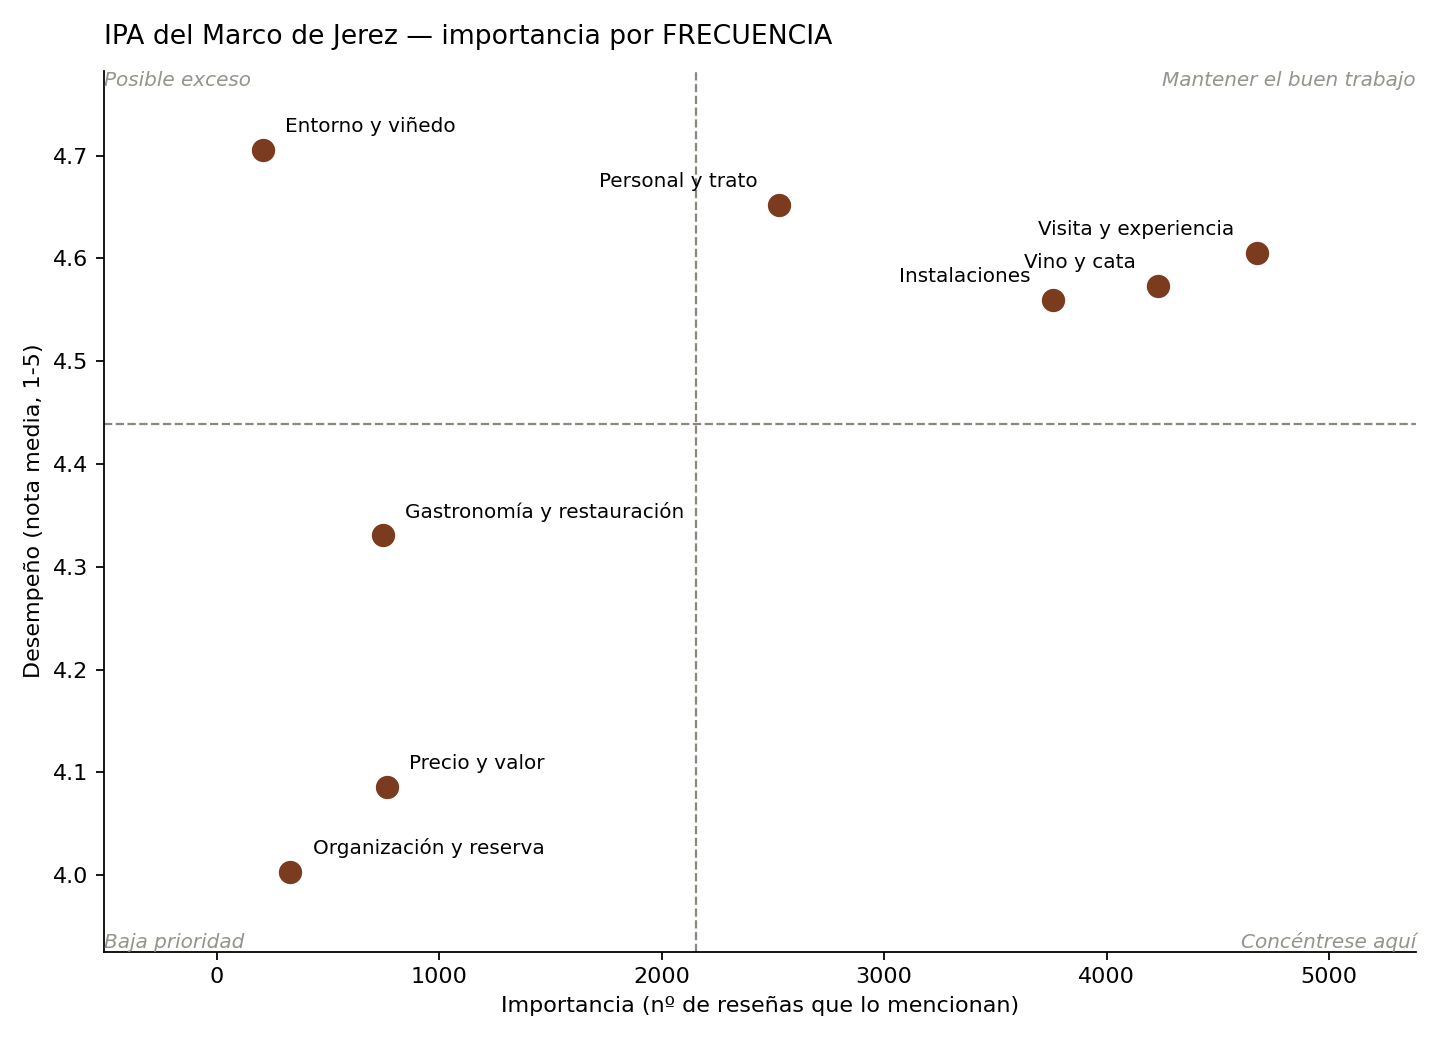 IPA del Marco de Jerez — importancia por FRECUENCIA
Posible exceso
Mantener el buen trabajo
Entorno y viñedo
Personal y trato
Visita y experiencia
Vino y cata
Instalaciones
Gastronomía y restauración
Precio y valor
Organización y reserva
Baja prioridad
Concéntrese aquí
4.7
4.6
4.5
4.4
4.3
4.2
4.1
4.0
Desempeño (nota media, 1-5)
0 1000 2000 3000 4000 5000
Importancia (nº de reseñas que lo mencionan)